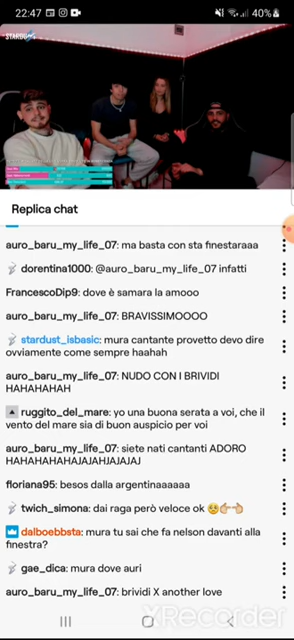 22:47
40%
STARDUST
Replica chat
auro_baru_my_life_07: ma basta con sta finestaraaa
dorentina1000: @auro_baru_my_life_07 infatti
FrancescoDip9: dove è samara la amooo
auro_baru_my_life_07: BRAVISSIMOOOO
stardust_isbasic: mura cantante provetto devo dire
ovviamente come sempre haahah
auro_baru_my_life_07: NUDO CON I BRIVIDI
HAHAHAHAH
ruggito_del_mare: yo una buona serata a voi, che il
vento del mare sia di buon auspicio per voi
auro_baru_my_life_07: siete nati cantanti ADORO
HAHAHAHAHAJAJAHJAJAJAJ
floriana95: besos dalla argentinaaaaaa
twich_simona: dai raga però veloce ok 🥺👉👈
dalboebbsta: mura tu sai che fa nelson davanti alla
finestra?
gae_dica: mura dove auri
auro_baru_my_life_07: brividi X another love
XRecorder